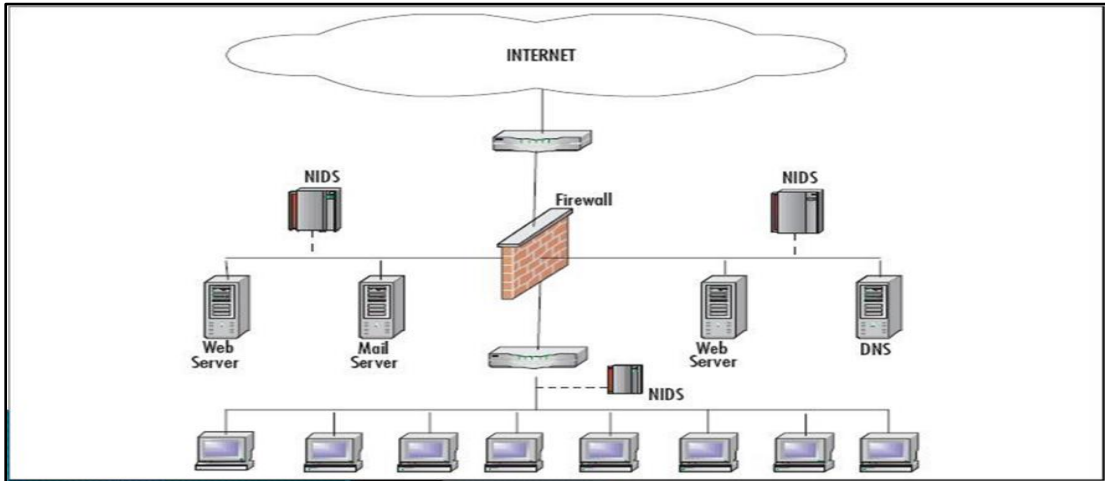 INTERNET
NIDS
NIDS
Firewall
Web
Server
Mail
Server
Web
Server
DNS
NIDS